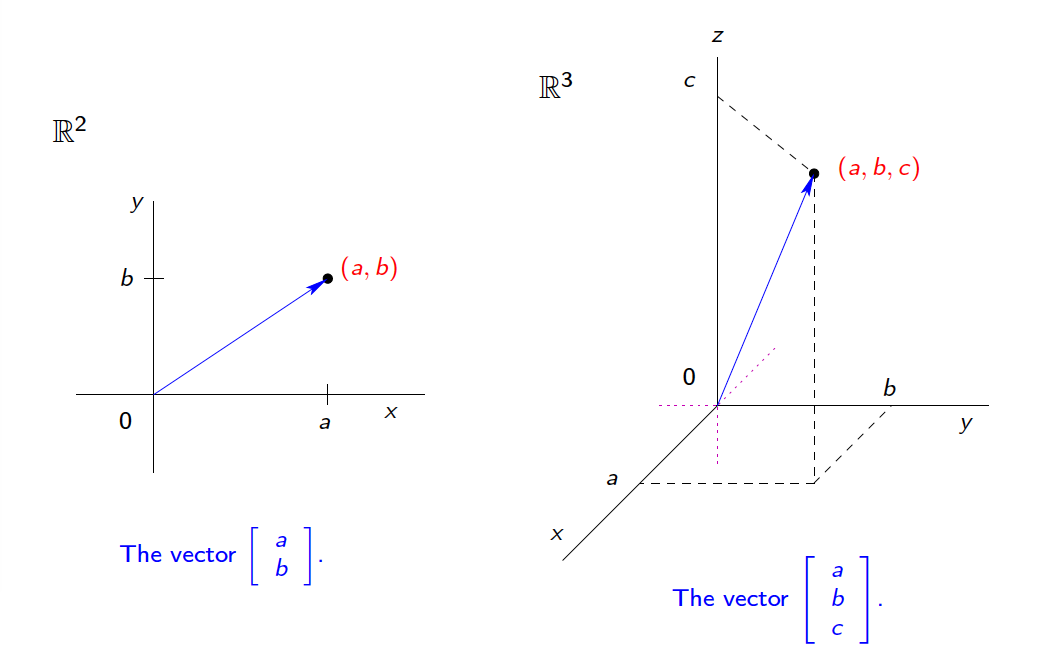 ℝ²
y
b
(a, b)
0
a
x
The vector [ a
b ].
ℝ³
z
c
(a, b, c)
0
b
y
a
x
The vector [ a
b
c ].